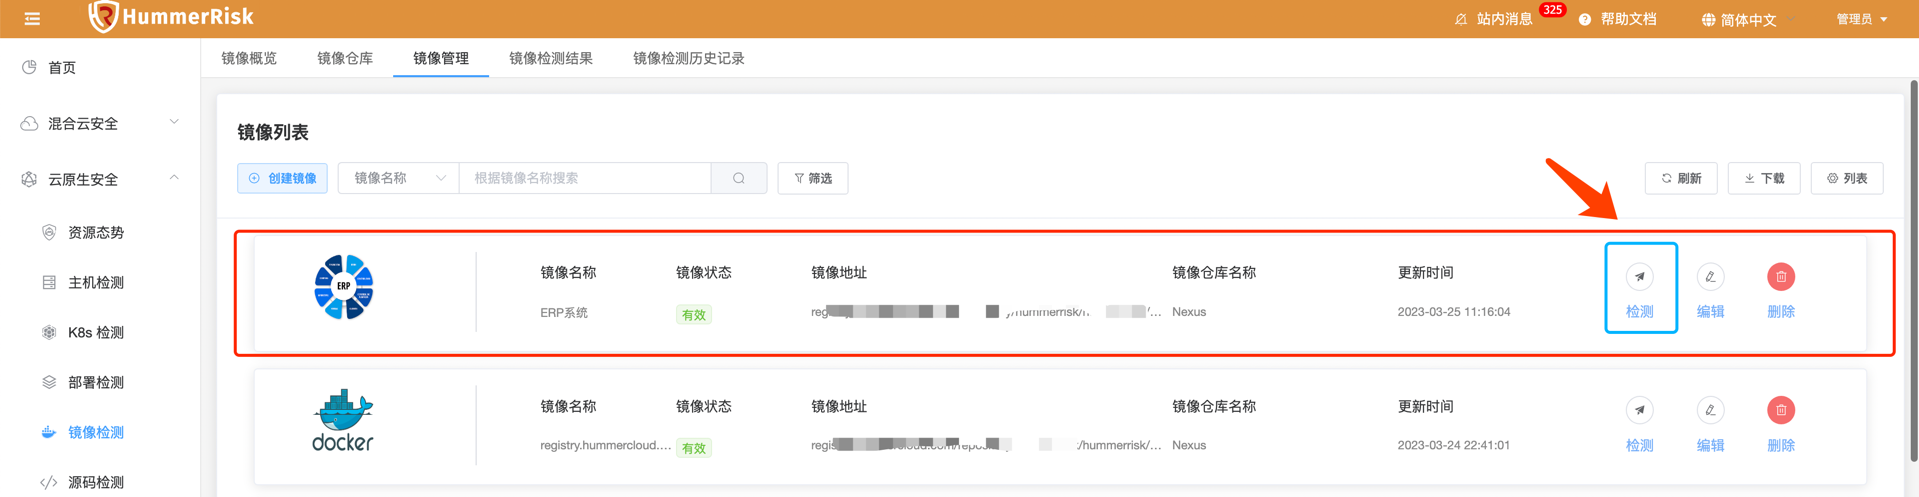 HummerRisk
站内消息 325 帮助文档 简体中文 管理员
首页
混合云安全
云原生安全
资源态势
主机检测
K8s 检测
部署检测
镜像检测
源码检测
镜像概览 镜像仓库 镜像管理 镜像检测结果 镜像检测历史记录
镜像列表
创建镜像 镜像名称 根据镜像名称搜索 筛选 刷新 下载 列表
ERP
镜像名称 镜像状态 镜像地址 镜像仓库名称 更新时间
ERP系统 有效 /... Nexus 2023-03-25 11:16:04 检测 编辑 删除
docker
镜像名称 镜像状态 镜像地址 镜像仓库名称 更新时间
registry.hummercloud.... 有效 /hummerrisk/... Nexus 2023-03-24 22:41:01 检测 编辑 删除